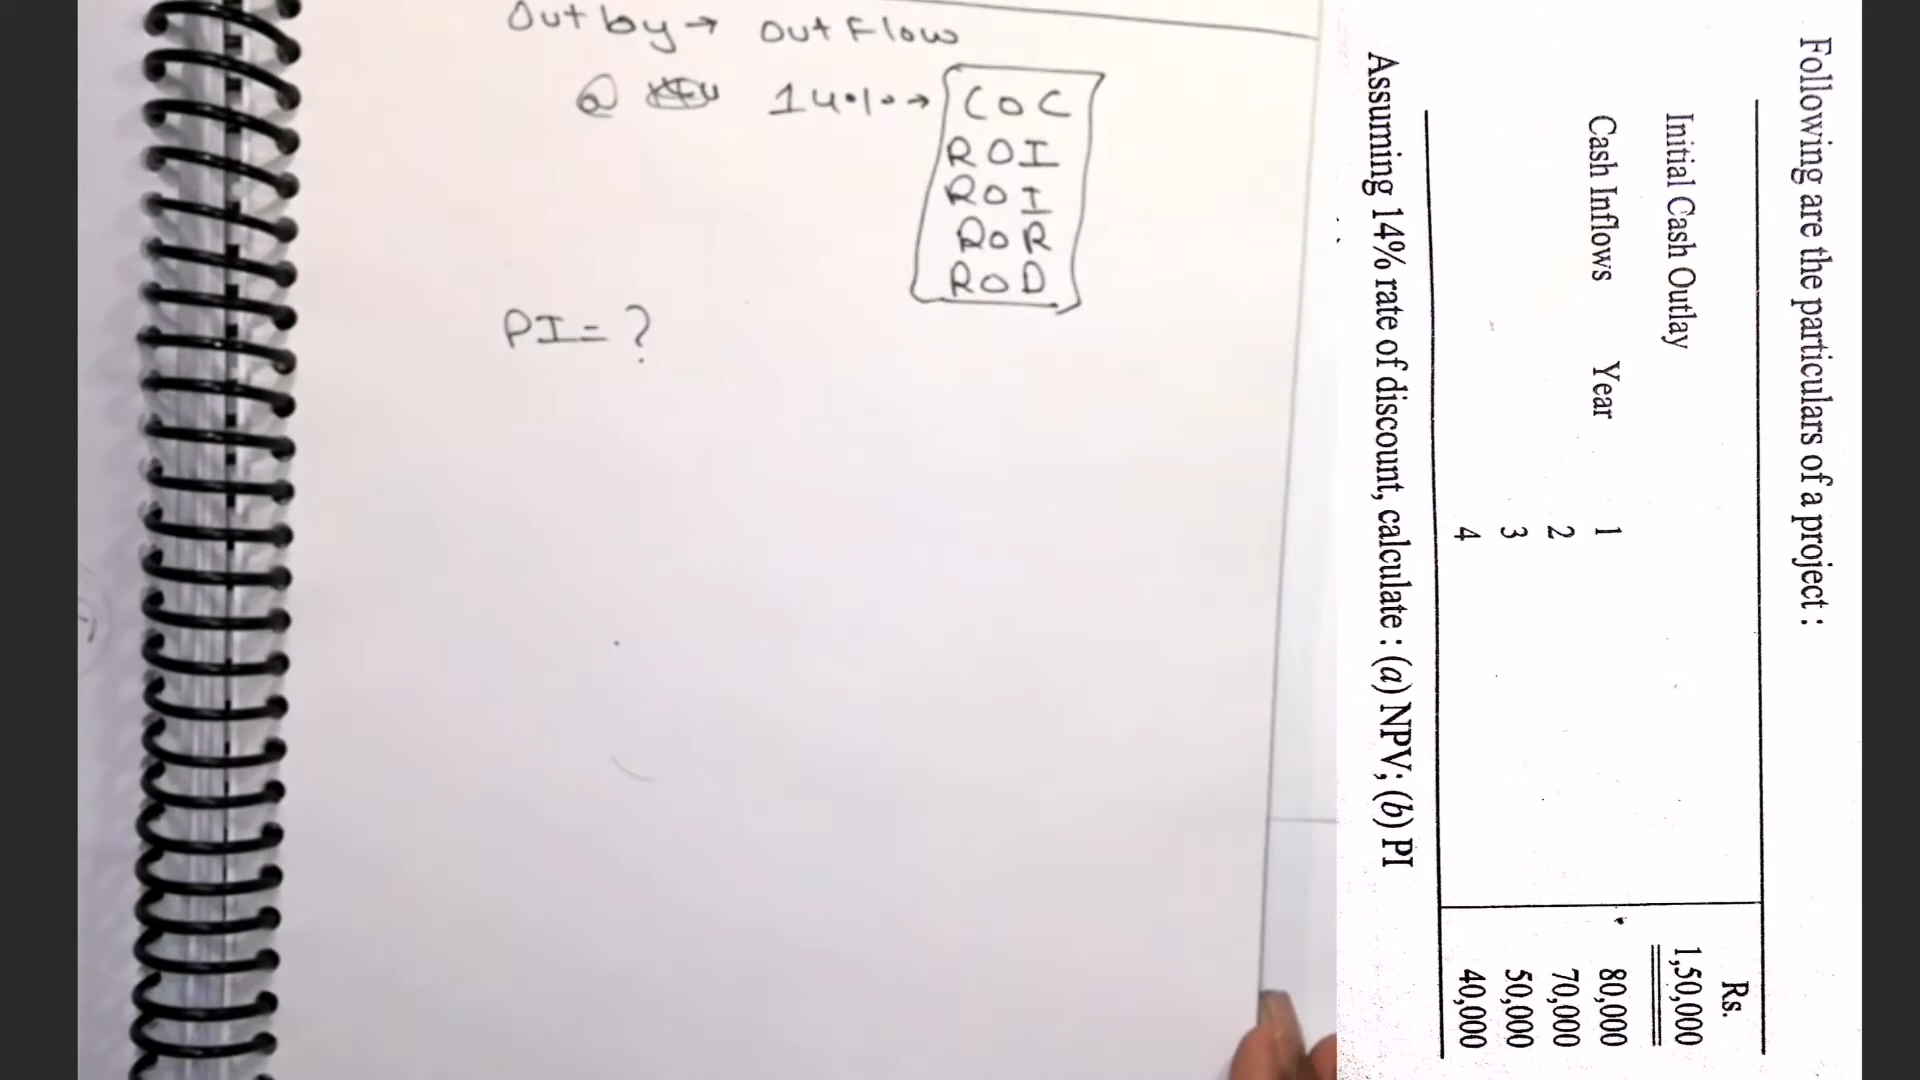 Out by → Out Flow
@ 14% → COC
ROI
ROI
ROR
ROD
PI = ?
Following are the particulars of a project :
Rs.
Initial Cash Outlay 1,50,000
Cash Inflows Year 1 80,000
2 70,000
3 50,000
4 40,000
Assuming 14% rate of discount, calculate : (a) NPV; (b) PI